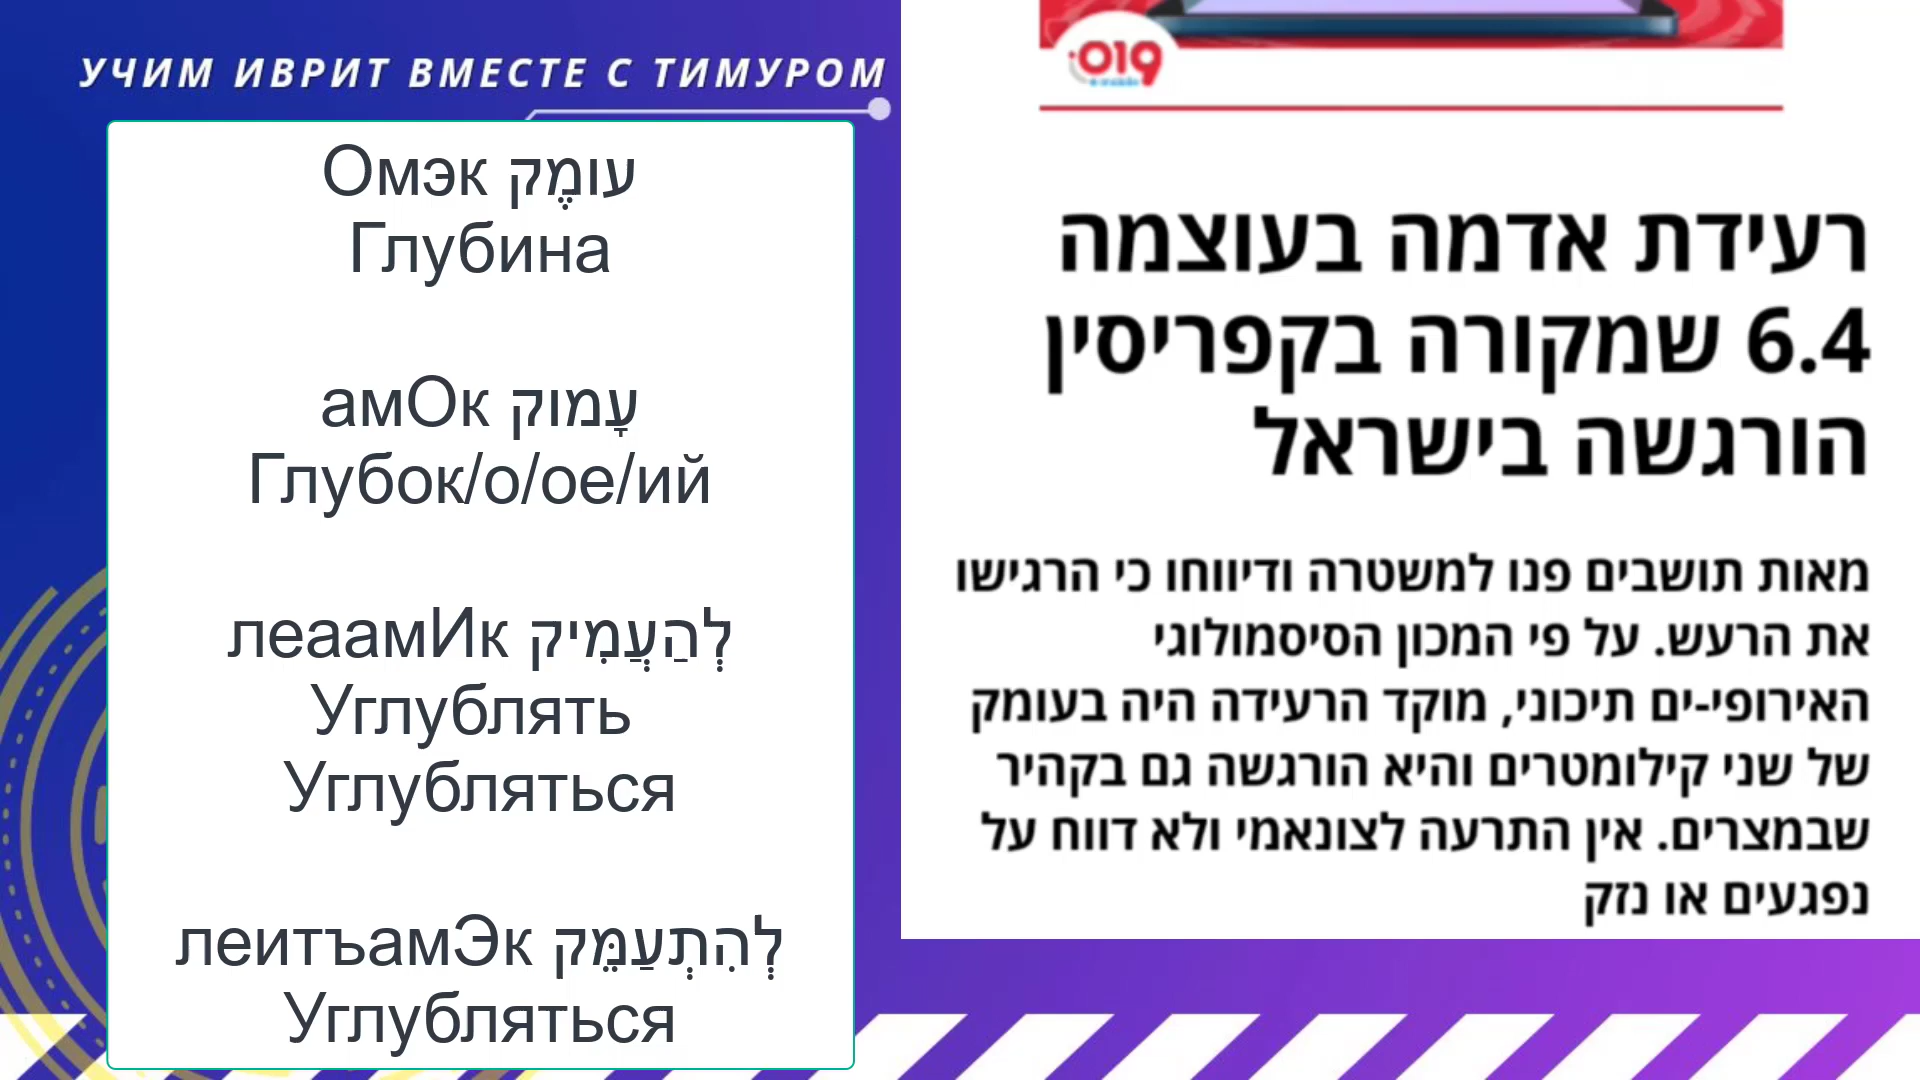 УЧИМ ИВРИТ ВМЕСТЕ С ТИМУРОМ
Омэк עומֶק
Глубина
амОк עָמוק
Глубок/о/ое/ий
леаамИк לְהַעֲמִיק
Углублять
Углубляться
леитъамЭк לְהִתְעַמֵּק
Углубляться
019
רעידת אדמה בעוצמה
6.4 שמקורה בקפריסין
הורגשה בישראל
מאות תושבים פנו למשטרה ודיווחו כי הרגישו
את הרעש. על פי המכון הסיסמולוגי
האירופי-ים תיכוני, מוקד הרעידה היה בעומק
של שני קילומטרים והיא הורגשה גם בקהיר
שבמצרים. אין התרעה לצונאמי ולא דווח על
נפגעים או נזק